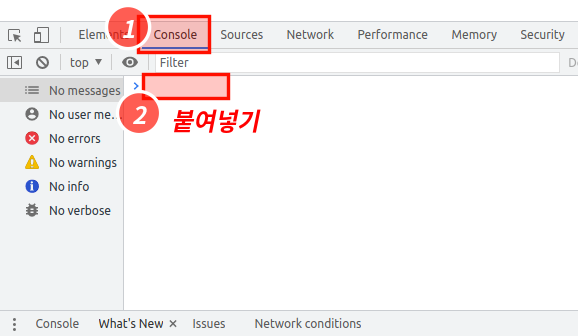 1
Elements Console Sources Network Performance Memory Security
top Filter
No messages
No user me...
2 붙여넣기
No errors
No warnings
No info
No verbose
Console What's New Issues Network conditions